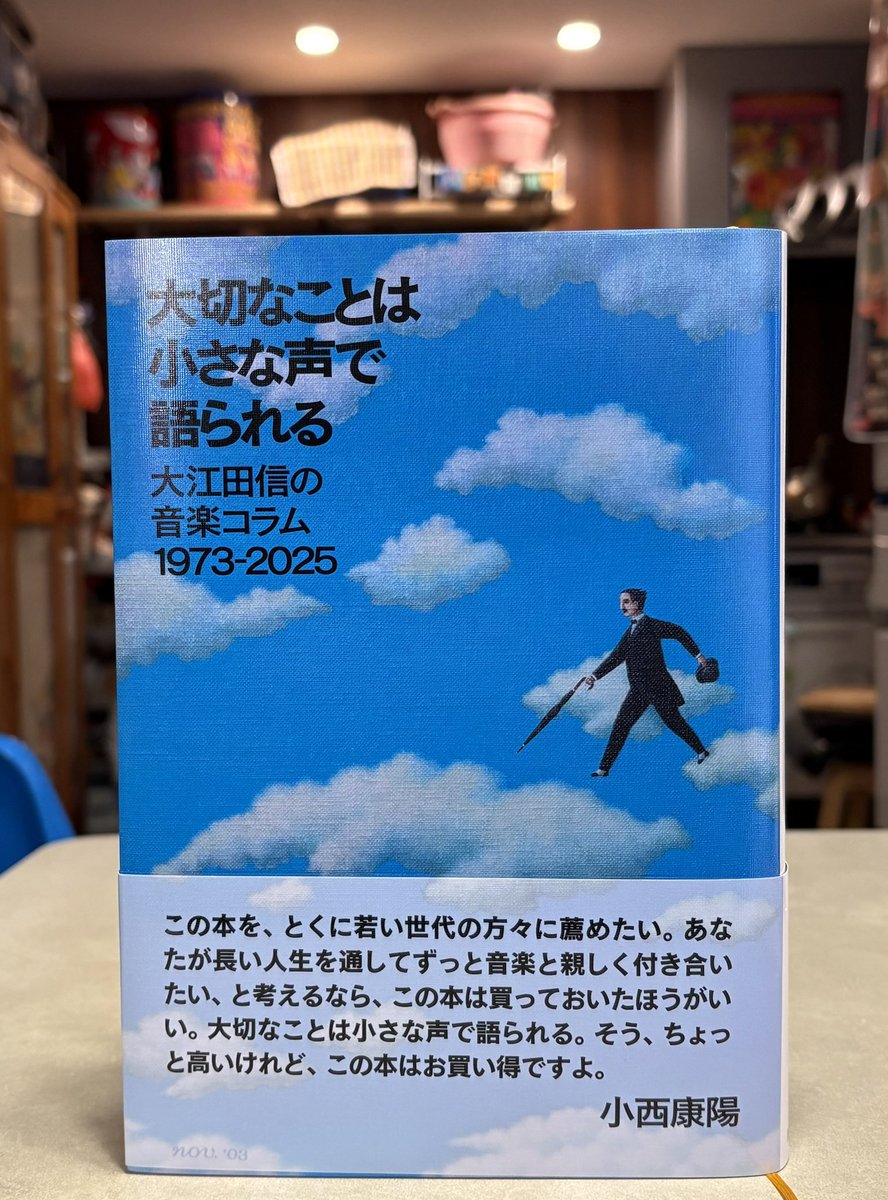 大切なことは
小さな声で
語られる
大江田信の
音楽コラム
1973-2025
この本を、とくに若い世代の方々に薦めたい。あな
たが長い人生を通してずっと音楽と親しく付き合い
たい、と考えるなら、この本は買っておいたほうがい
い。大切なことは小さな声で語られる。そう、ちょっ
と高いけれど、この本はお買い得ですよ。
小西康陽
nov. '03